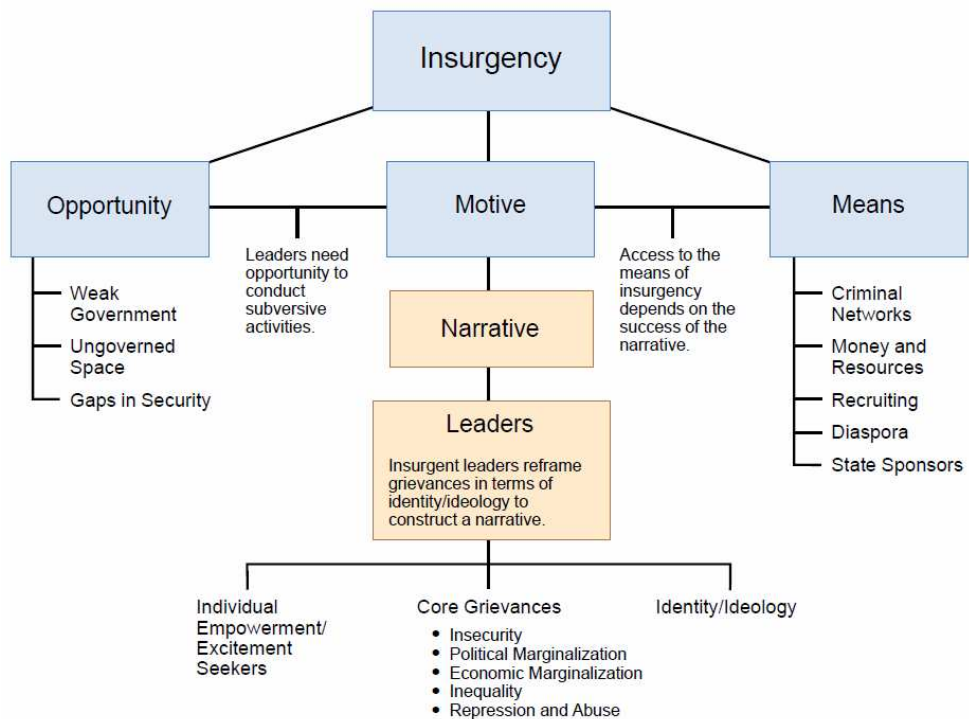 Insurgency
Opportunity
Motive
Means
Leaders need
opportunity to
conduct
subversive
activities.
Access to the
means of
insurgency
depends on the
success of the
narrative.
Weak
Government
Ungoverned
Space
Gaps in Security
Narrative
Criminal
Networks
Money and
Resources
Recruiting
Diaspora
State Sponsors
Leaders
Insurgent leaders reframe
grievances in terms of
identity/ideology to
construct a narrative.
Individual
Empowerment/
Excitement
Seekers
Core Grievances
• Insecurity
• Political Marginalization
• Economic Marginalization
• Inequality
• Repression and Abuse
Identity/Ideology